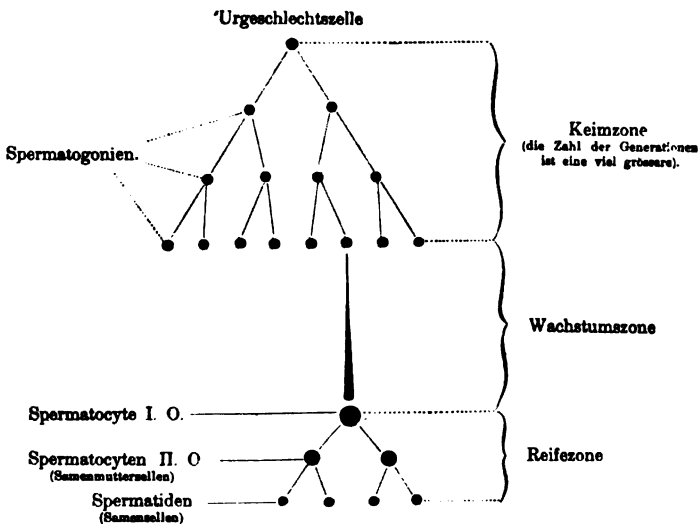 Urgeschlechtszelle
Keimzone
(die Zahl der Generationen
ist eine viel grössere).
Spermatogonien.
Wachstumszone
Spermatocyte I. O.
Spermatocyten II. O
(Samenmutterzellen)
Reifezone
Spermatiden
(Samenzellen)